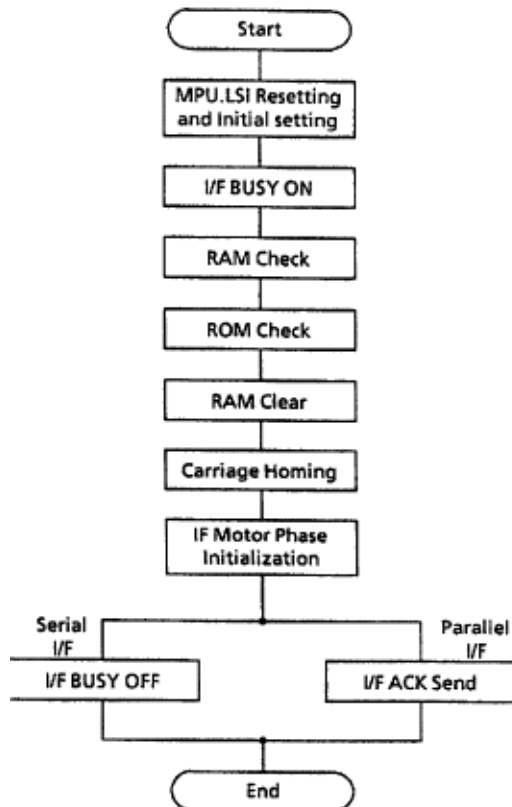 Start
MPU.LSI Resetting
and Initial setting
I/F BUSY ON
RAM Check
ROM Check
RAM Clear
Carriage Homing
IF Motor Phase
Initialization
Serial
I/F
I/F BUSY OFF
Parallel
I/F
I/F ACK Send
End